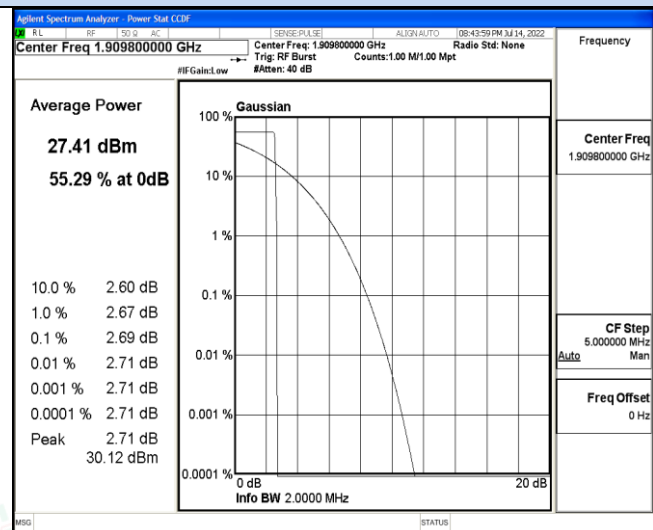 Agilent Spectrum Analyzer - Power Stat CCDF
RL RF 50 Ω AC SENSE:PULSE ALIGN AUTO 08:43:59 PM Jul 14, 2022
Center Freq 1.909800000 GHz
Center Freq: 1.909800000 GHz Radio Std: None
Trig: RF Burst Counts:1.00 M/1.00 Mpt
#IFGain:Low #Atten: 40 dB
Frequency
Average Power
27.41 dBm
55.29 % at 0dB
10.0 % 2.60 dB
1.0 % 2.67 dB
0.1 % 2.69 dB
0.01 % 2.71 dB
0.001 % 2.71 dB
0.0001 % 2.71 dB
Peak 2.71 dB
30.12 dBm
Gaussian
100 %
10 %
1 %
0.1 %
0.01 %
0.001 %
0.0001 %
0 dB 20 dB
Info BW 2.0000 MHz
Center Freq
1.909800000 GHz
CF Step
5.000000 MHz
Auto Man
Freq Offset
0 Hz
MSG STATUS